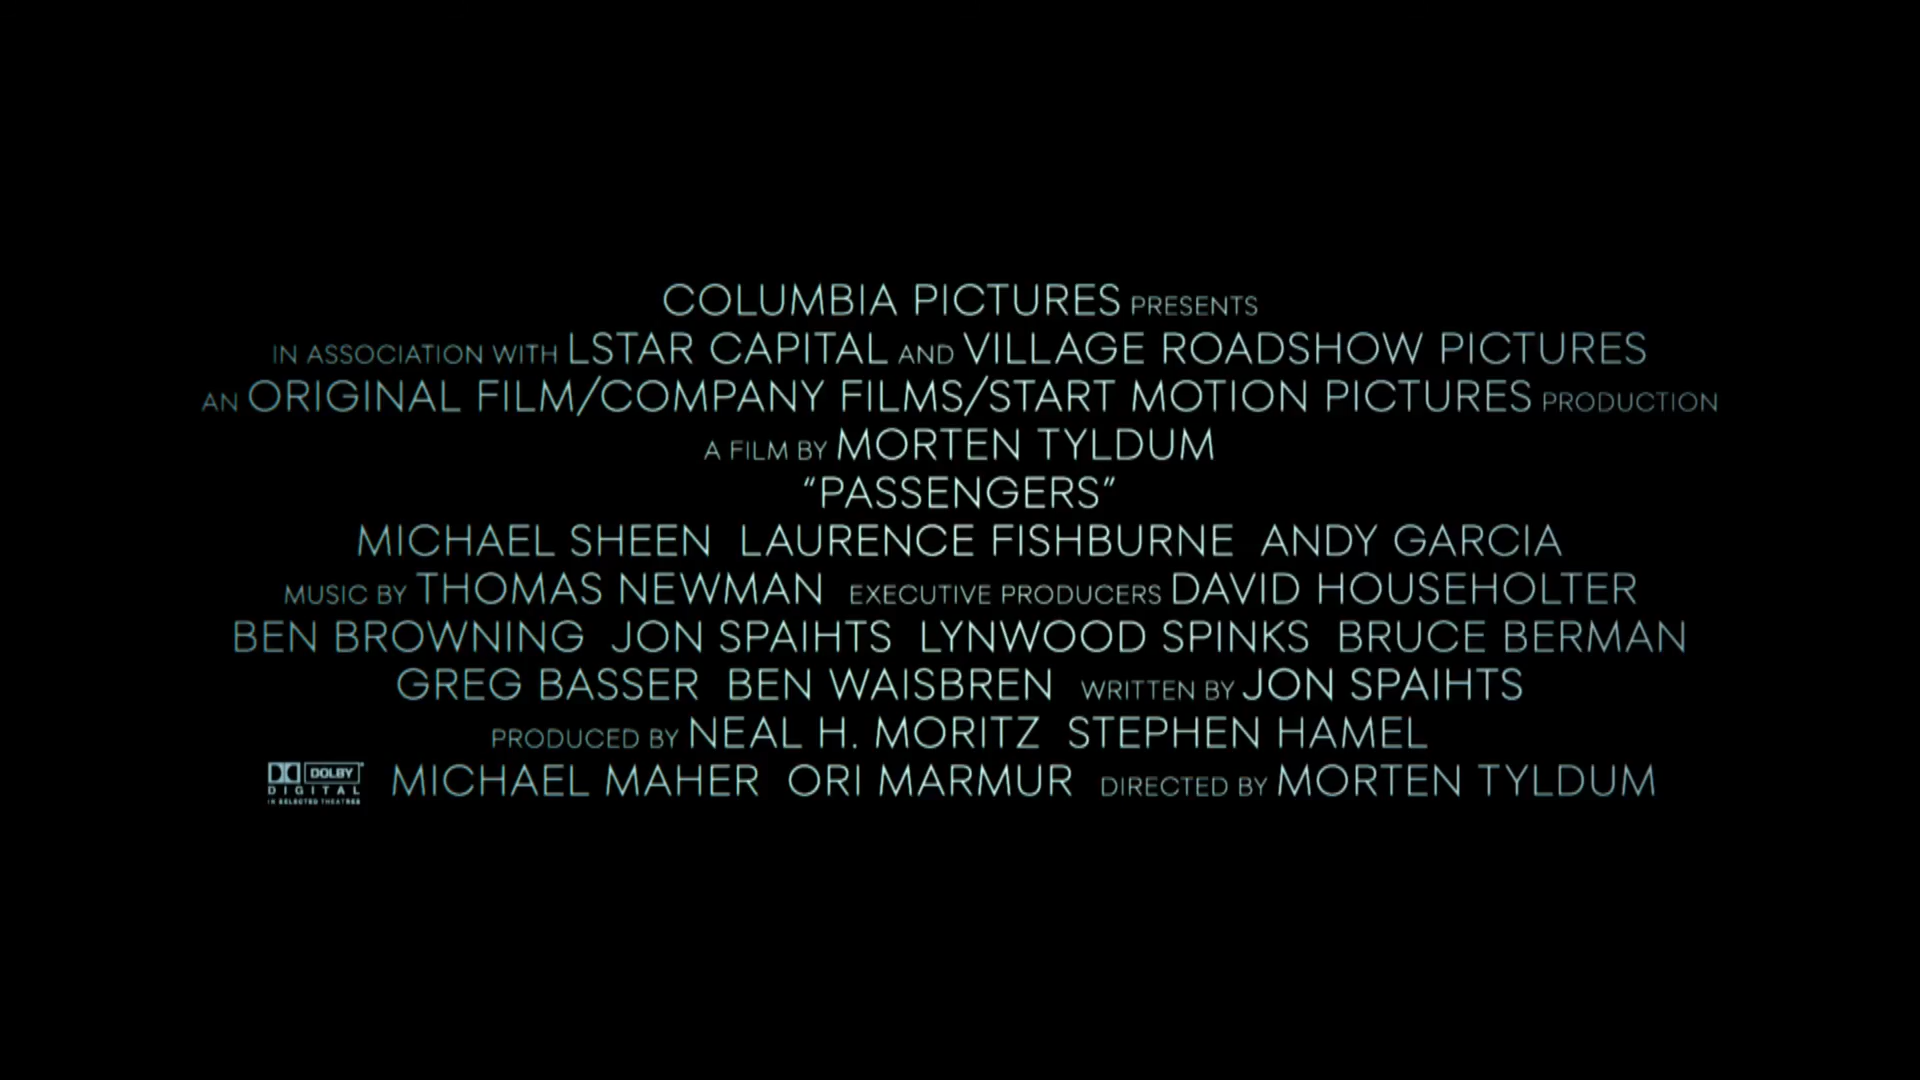 COLUMBIA PICTURES PRESENTS
IN ASSOCIATION WITH LSTAR CAPITAL AND VILLAGE ROADSHOW PICTURES
AN ORIGINAL FILM/COMPANY FILMS/START MOTION PICTURES PRODUCTION
A FILM BY MORTEN TYLDUM
“PASSENGERS”
MICHAEL SHEEN LAURENCE FISHBURNE ANDY GARCIA
MUSIC BY THOMAS NEWMAN EXECUTIVE PRODUCERS DAVID HOUSEHOLTER
BEN BROWNING JON SPAIHTS LYNWOOD SPINKS BRUCE BERMAN
GREG BASSER BEN WAISBREN WRITTEN BY JON SPAIHTS
PRODUCED BY NEAL H. MORITZ STEPHEN HAMEL
MICHAEL MAHER ORI MARMUR DIRECTED BY MORTEN TYLDUM
DOLBY
DIGITAL
IN SELECTED THEATRES